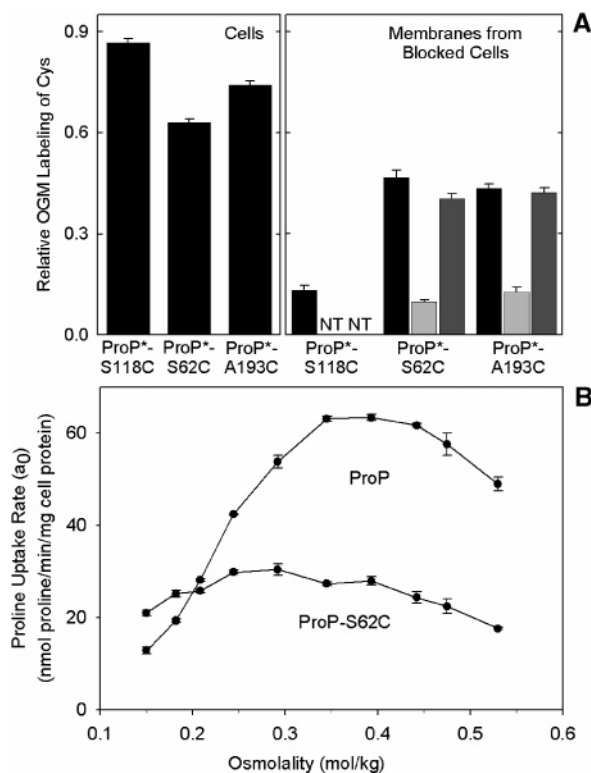 A
Cells
Membranes from
Blocked Cells
Relative OGM Labeling of Cys
0.9
0.6
0.3
0.0
NT NT
ProP*-
S118C
ProP*-
S62C
ProP*-
A193C
ProP*-
S118C
ProP*-
S62C
ProP*-
A193C
B
Proline Uptake Rate (a0)
(nmol proline/min/mg cell protein)
60
40
20
0
ProP
ProP-S62C
0.1 0.2 0.3 0.4 0.5 0.6
Osmolality (mol/kg)